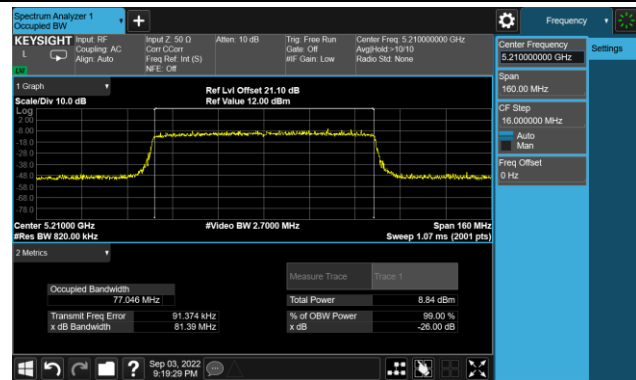 Spectrum Analyzer 1
Occupied BW
Frequency
KEYSIGHT
L
LW
Input: RF
Coupling: AC
Align: Auto
Input Z: 50 Ω
Corr CCorr
Freq Ref: Int (S)
NFE: Off
Atten: 10 dB
Trig: Free Run
Gate: Off
#IF Gain: Low
Center Freq: 5.210000000 GHz
Avg|Hold:>10/10
Radio Std: None
Center Frequency
5.210000000 GHz
Settings
Span
160.00 MHz
CF Step
16.000000 MHz
Auto
Man
Freq Offset
0 Hz
1 Graph
Scale/Div 10.0 dB
Ref Lvl Offset 21.10 dB
Ref Value 12.00 dBm
Log
2.00
-8.00
-18.0
-28.0
-38.0
-48.0
-58.0
-68.0
-78.0
Center 5.21000 GHz
#Res BW 820.00 kHz
#Video BW 2.7000 MHz
Span 160 MHz
Sweep 1.07 ms (2001 pts)
2 Metrics
Measure Trace
Trace 1
Occupied Bandwidth
77.046 MHz
Total Power
8.84 dBm
Transmit Freq Error
91.374 kHz
% of OBW Power
99.00 %
x dB Bandwidth
81.39 MHz
x dB
-26.00 dB
?
Sep 03, 2022
9:19:29 PM